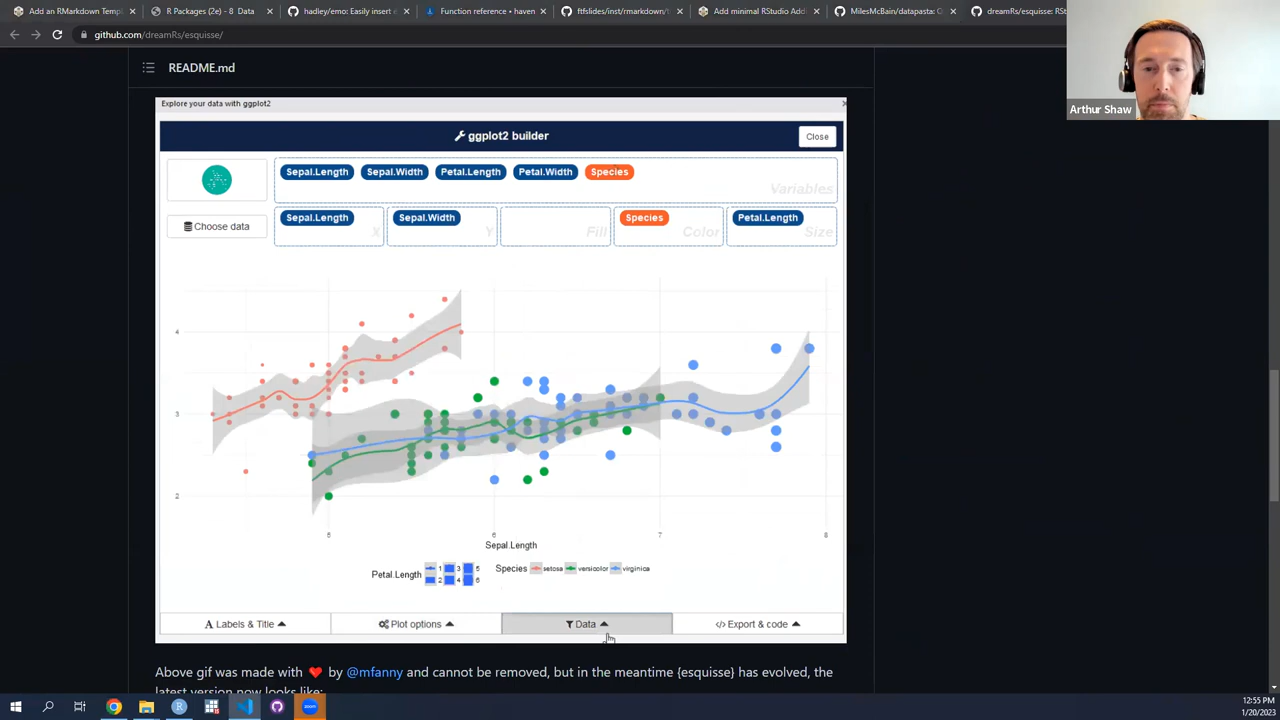 Add an RMarkdown Templat
R Packages (2e) - 8 Data
hadley/emo: Easily insert e
Function reference • haven
ftfslides/inst/rmarkdown/t
Add minimal RStudio Addi
MilesMcBain/datapasta: O
dreamRs/esquisse: RSt
github.com/dreamRs/esquisse/
Arthur Shaw
README.md
Explore your data with ggplot2
ggplot2 builder
Close
Sepal.Length Sepal.Width Petal.Length Petal.Width Species
Variables
Choose data
Sepal.Length X
Sepal.Width Y
Fill
Species Color
Petal.Length Size
4
3
2
5 6 7 8
Sepal.Length
Petal.Length 1 3 5 Species setosa versicolor virginica
2 4 6
Labels & Title
Plot options
Data
Export & code
Above gif was made with ❤️ by @mfanny and cannot be removed, but in the meantime {esquisse} has evolved, the
latest version now looks like:
zoom
12:55 PM
1/20/2023